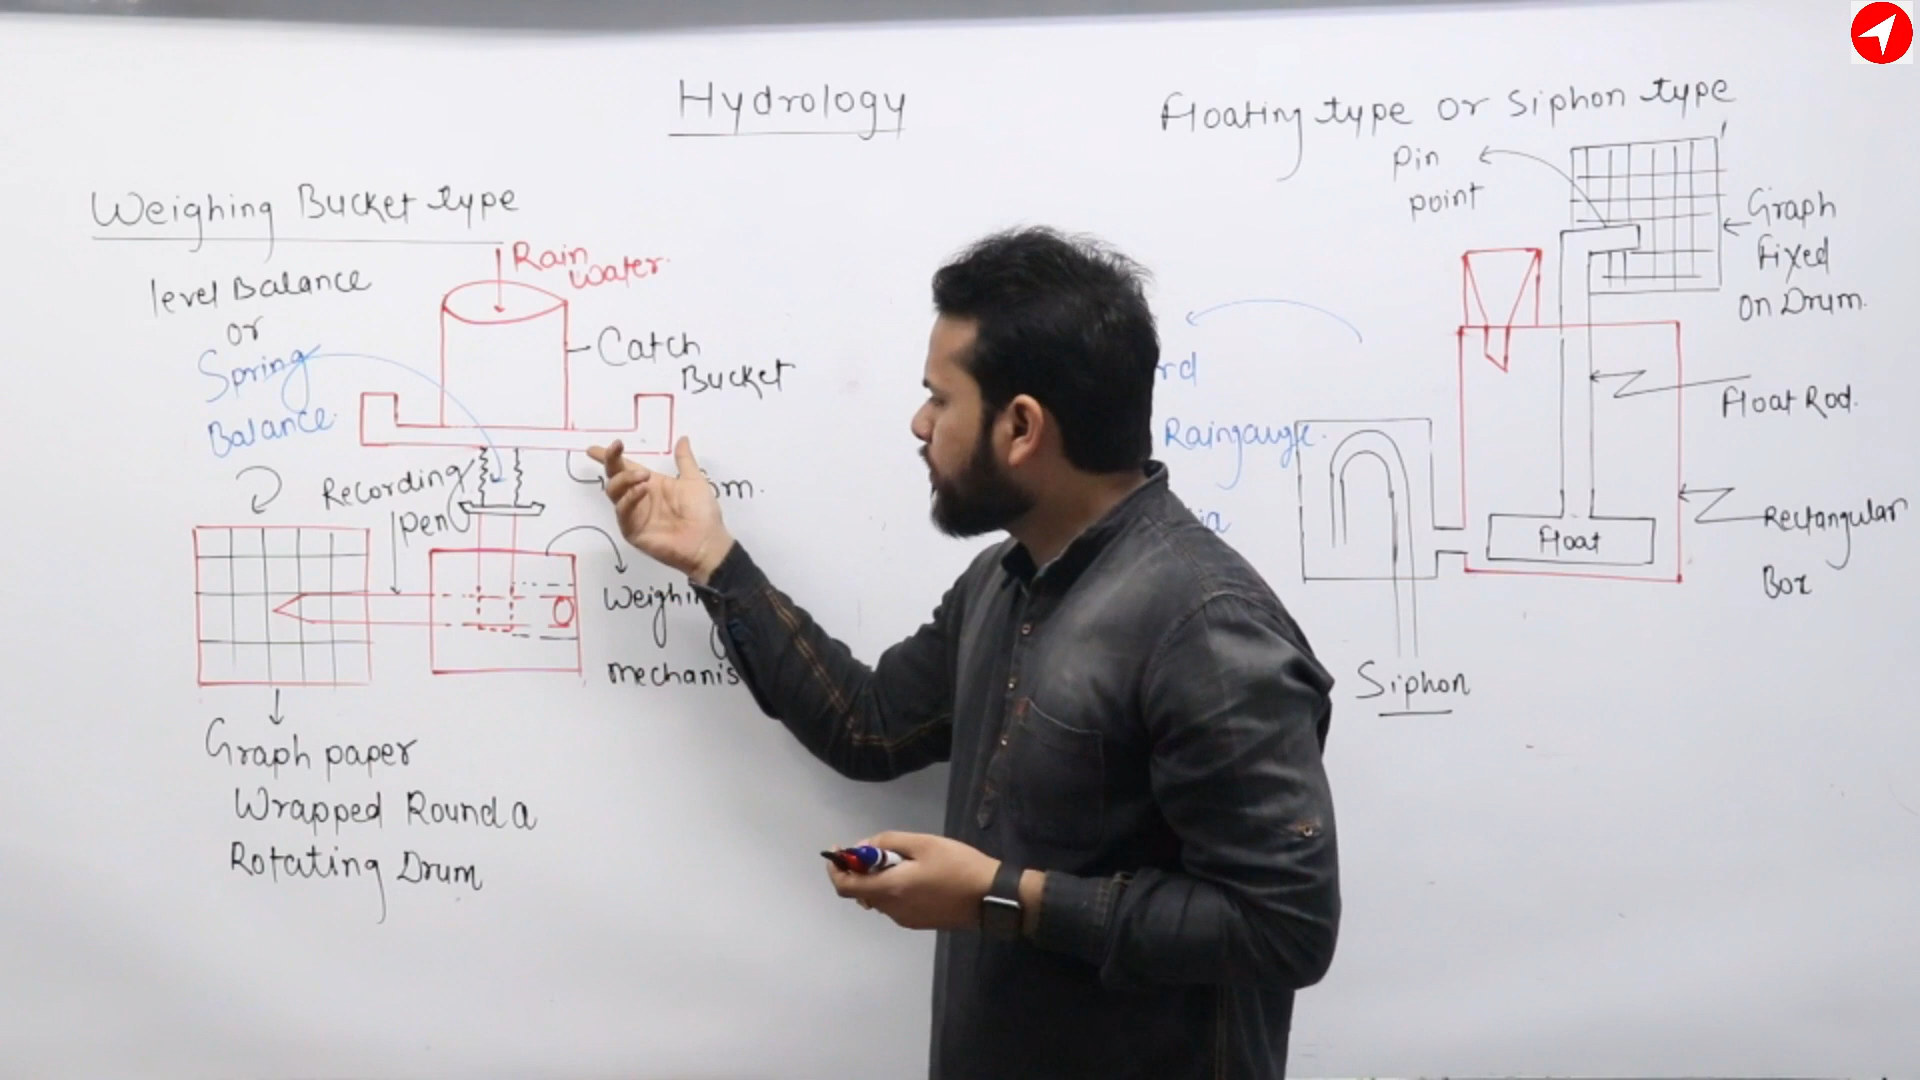 Hydrology
Weighing Bucket type
Rain
Water
level Balance
or
Spring
Balance
Catch
Bucket
Recording
pen
mechanis
Graph paper
Wrapped Round a
Rotating Drum
Floating type or Siphon type
Pin
point
Graph
Fixed
On Drum.
Float Rod.
Raingauge.
Float
Rectangular
Box
Siphon